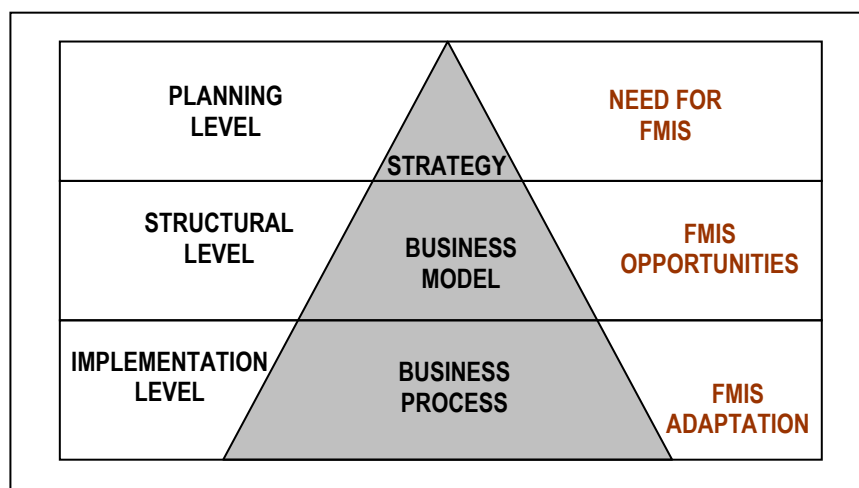 PLANNING
LEVEL
STRATEGY
NEED FOR
FMIS
STRUCTURAL
LEVEL
BUSINESS
MODEL
FMIS
OPPORTUNITIES
IMPLEMENTATION
LEVEL
BUSINESS
PROCESS
FMIS
ADAPTATION